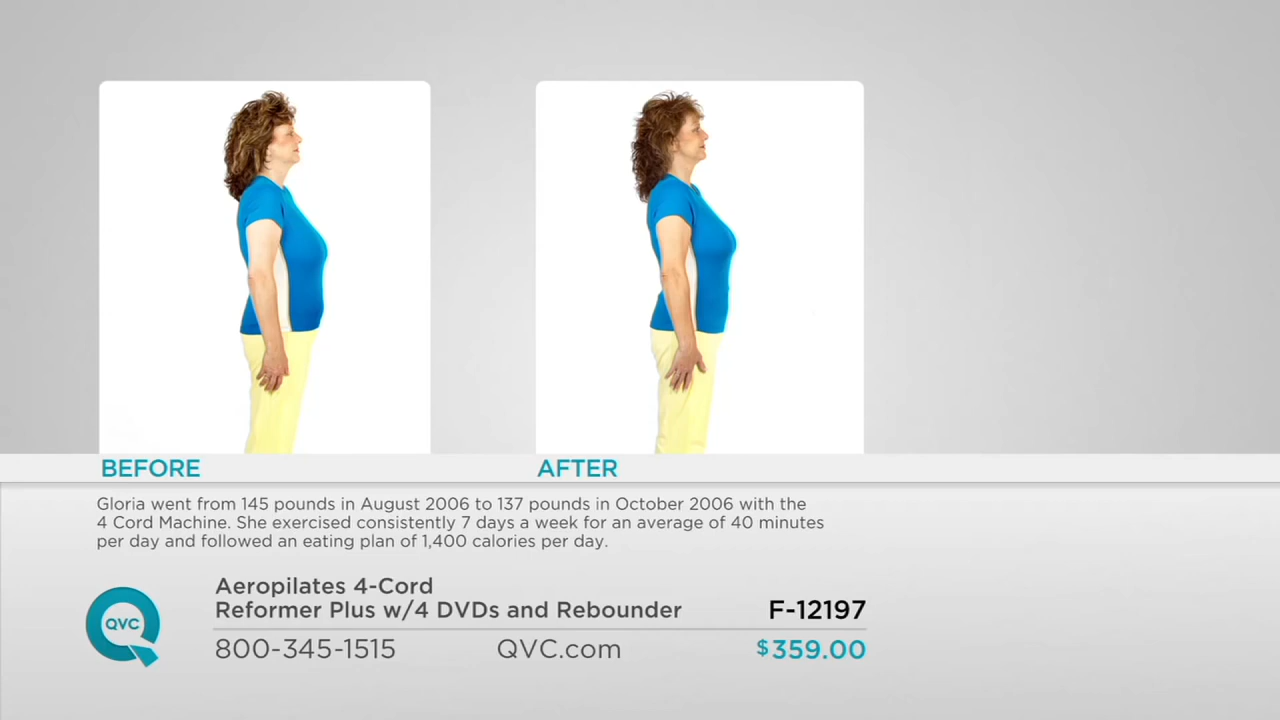 BEFORE
AFTER
Gloria went from 145 pounds in August 2006 to 137 pounds in October 2006 with the
4 Cord Machine. She exercised consistently 7 days a week for an average of 40 minutes
per day and followed an eating plan of 1,400 calories per day.
QVC
Aeropilates 4-Cord
Reformer Plus w/4 DVDs and Rebounder
F-12197
800-345-1515
QVC.com
$359.00